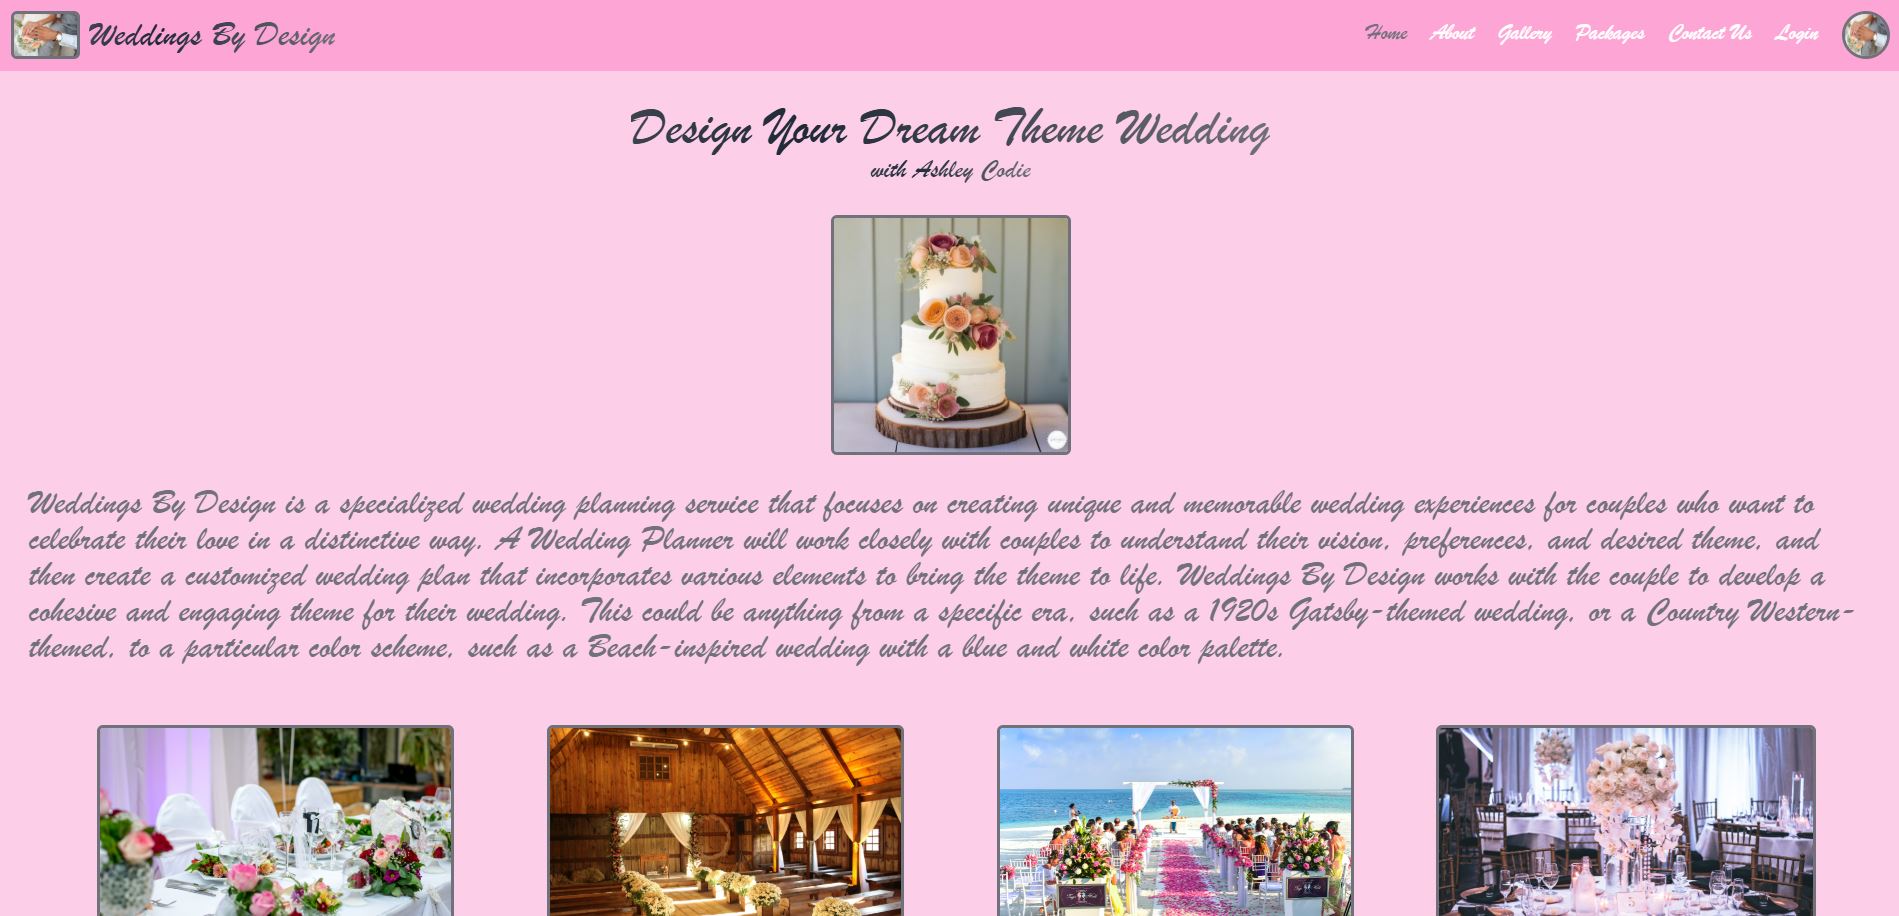 Weddings By Design
Home About Gallery Packages Contact Us Login
Design Your Dream Theme Wedding
with Ashley Codie
Weddings By Design is a specialized wedding planning service that focuses on creating unique and memorable wedding experiences for couples who want to
celebrate their love in a distinctive way. A Wedding Planner will work closely with couples to understand their vision, preferences, and desired theme, and
then create a customized wedding plan that incorporates various elements to bring the theme to life. Weddings By Design works with the couple to develop a
cohesive and engaging theme for their wedding. This could be anything from a specific era, such as a 1920s Gatsby-themed wedding, or a Country Western-
themed, to a particular color scheme, such as a Beach-inspired wedding with a blue and white color palette.